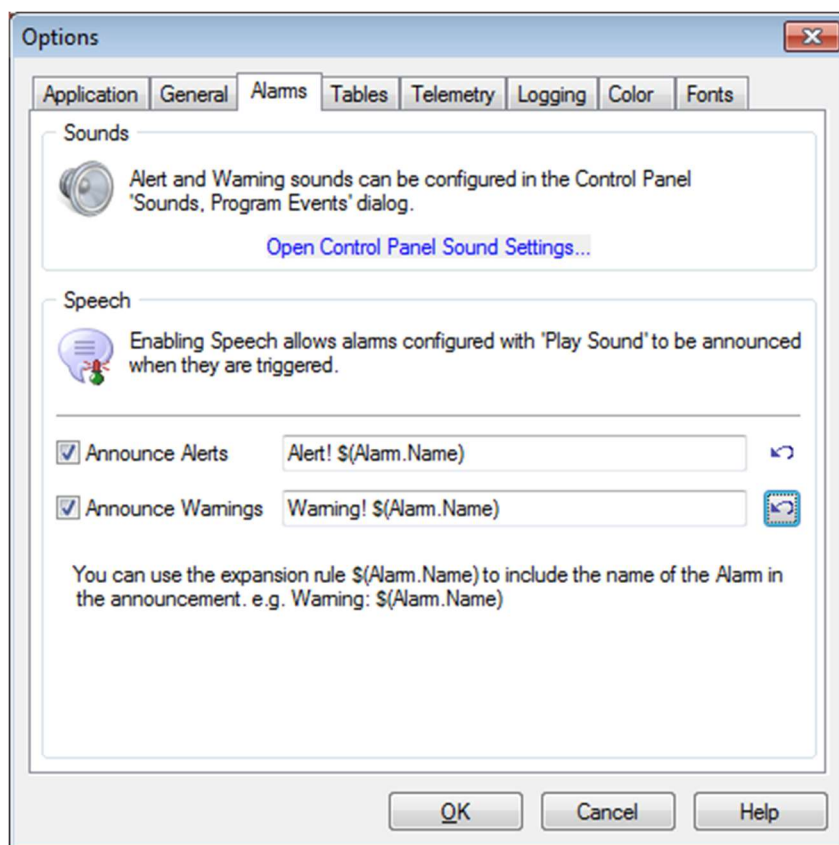 Options
Application General Alarms Tables Telemetry Logging Color Fonts
Sounds
Alert and Warning sounds can be configured in the Control Panel
'Sounds, Program Events' dialog.
Open Control Panel Sound Settings...
Speech
Enabling Speech allows alarms configured with 'Play Sound' to be announced
when they are triggered.
Announce Alerts Alert! $(Alarm.Name)
Announce Warnings Warning! $(Alarm.Name)
You can use the expansion rule $(Alarm.Name) to include the name of the Alarm in
the announcement. e.g. Warning: $(Alarm.Name)
OK Cancel Help